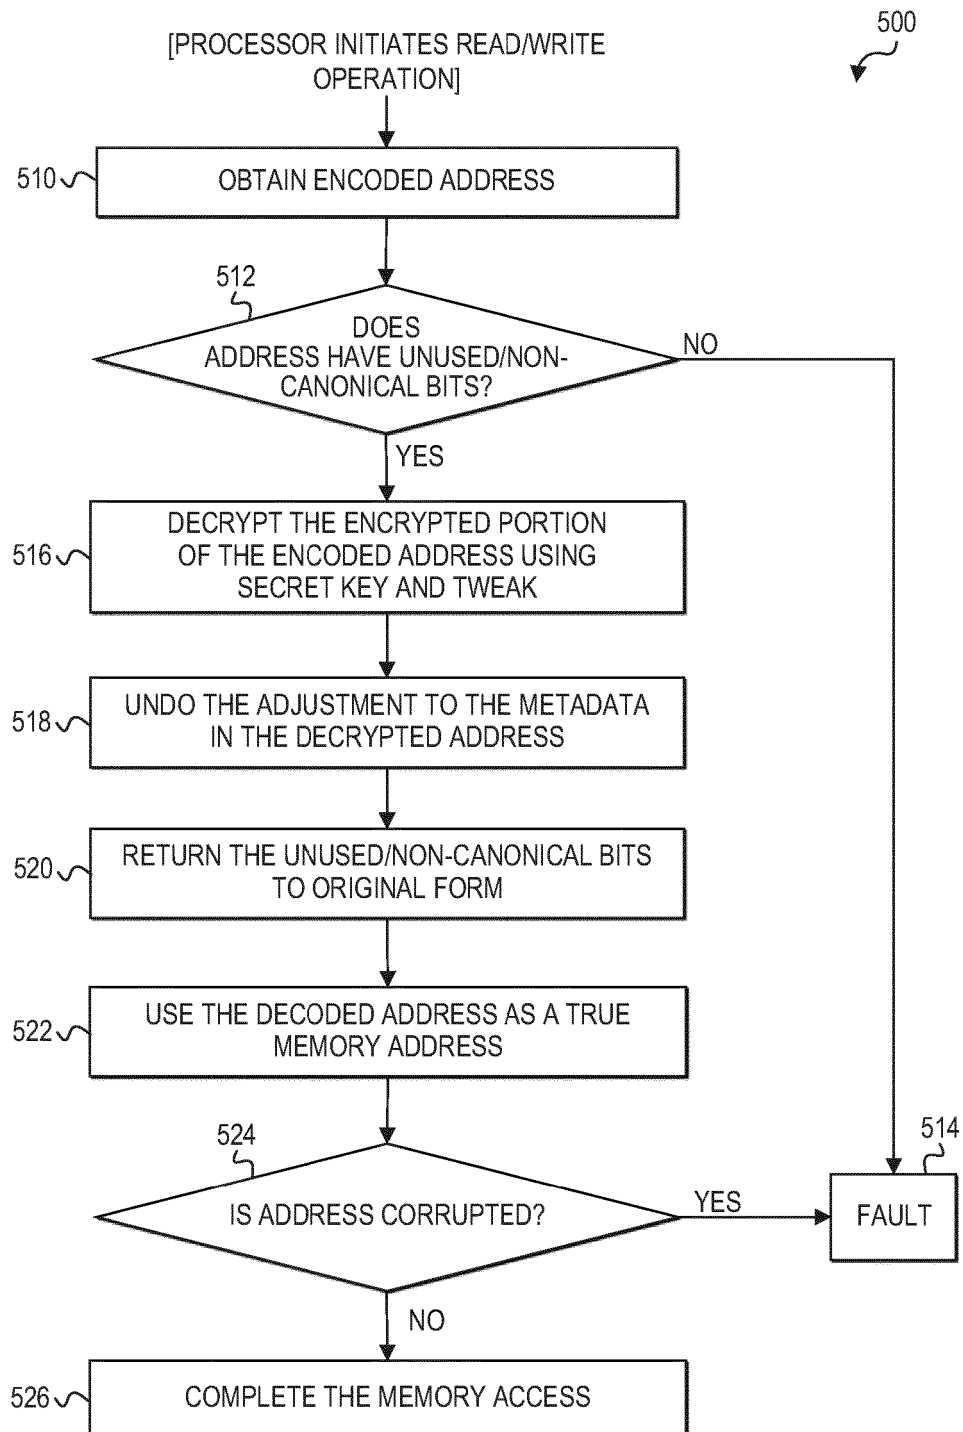 500
[PROCESSOR INITIATES READ/WRITE
OPERATION]
510
OBTAIN ENCODED ADDRESS
512
DOES
ADDRESS HAVE UNUSED/NON-
CANONICAL BITS?
NO
YES
516
DECRYPT THE ENCRYPTED PORTION
OF THE ENCODED ADDRESS USING
SECRET KEY AND TWEAK
518
UNDO THE ADJUSTMENT TO THE METADATA
IN THE DECRYPTED ADDRESS
520
RETURN THE UNUSED/NON-CANONICAL BITS
TO ORIGINAL FORM
522
USE THE DECODED ADDRESS AS A TRUE
MEMORY ADDRESS
524
IS ADDRESS CORRUPTED?
YES
514
FAULT
NO
526
COMPLETE THE MEMORY ACCESS